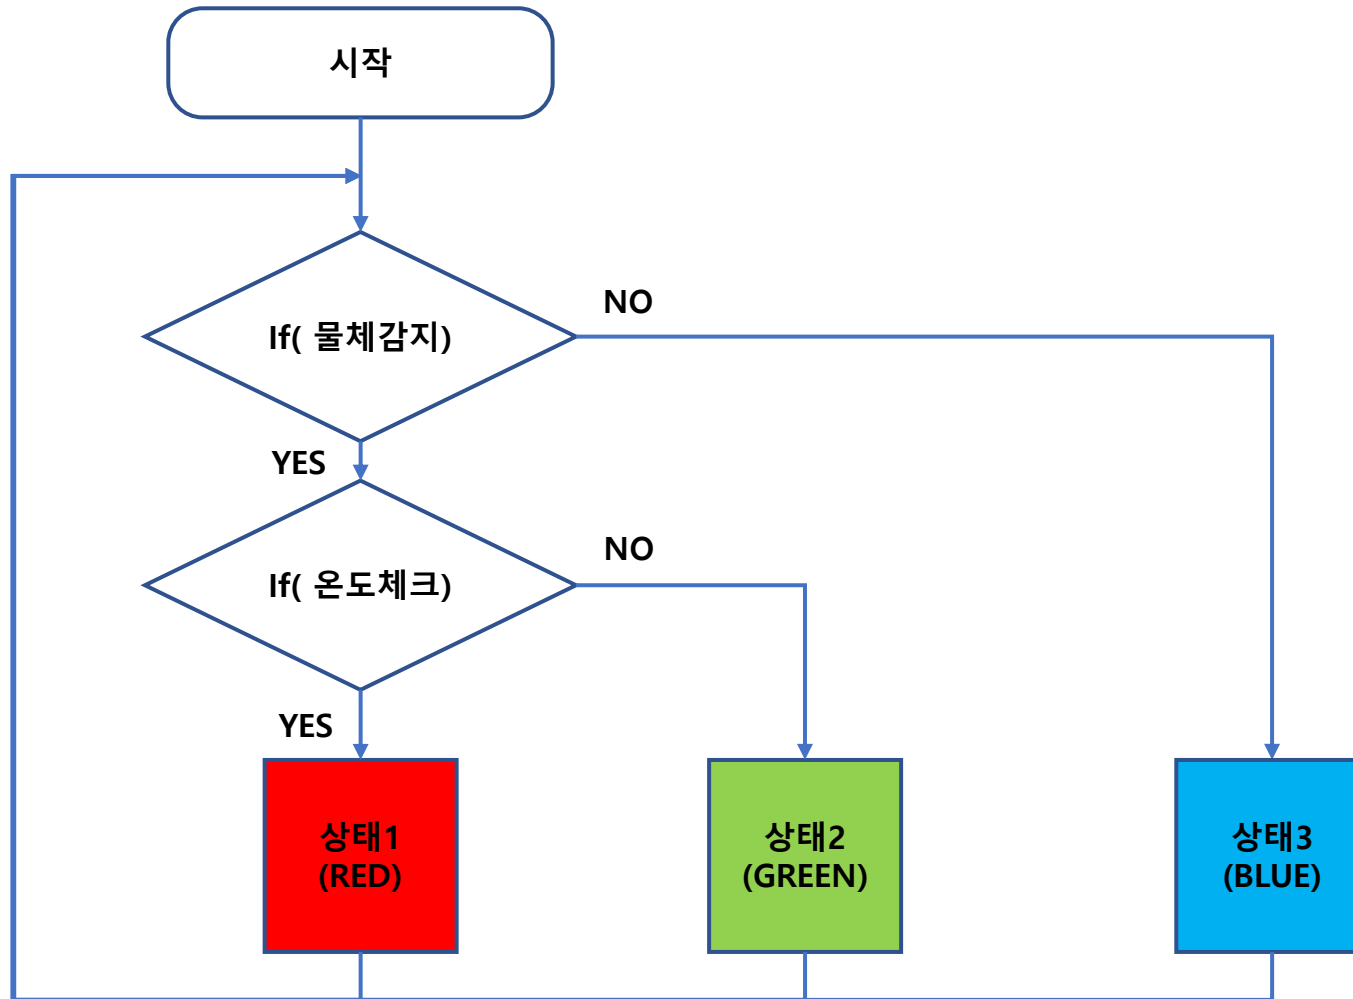 시작
NO
If( 물체감지)
YES
NO
If( 온도체크)
YES
상태1
(RED)
상태2
(GREEN)
상태3
(BLUE)